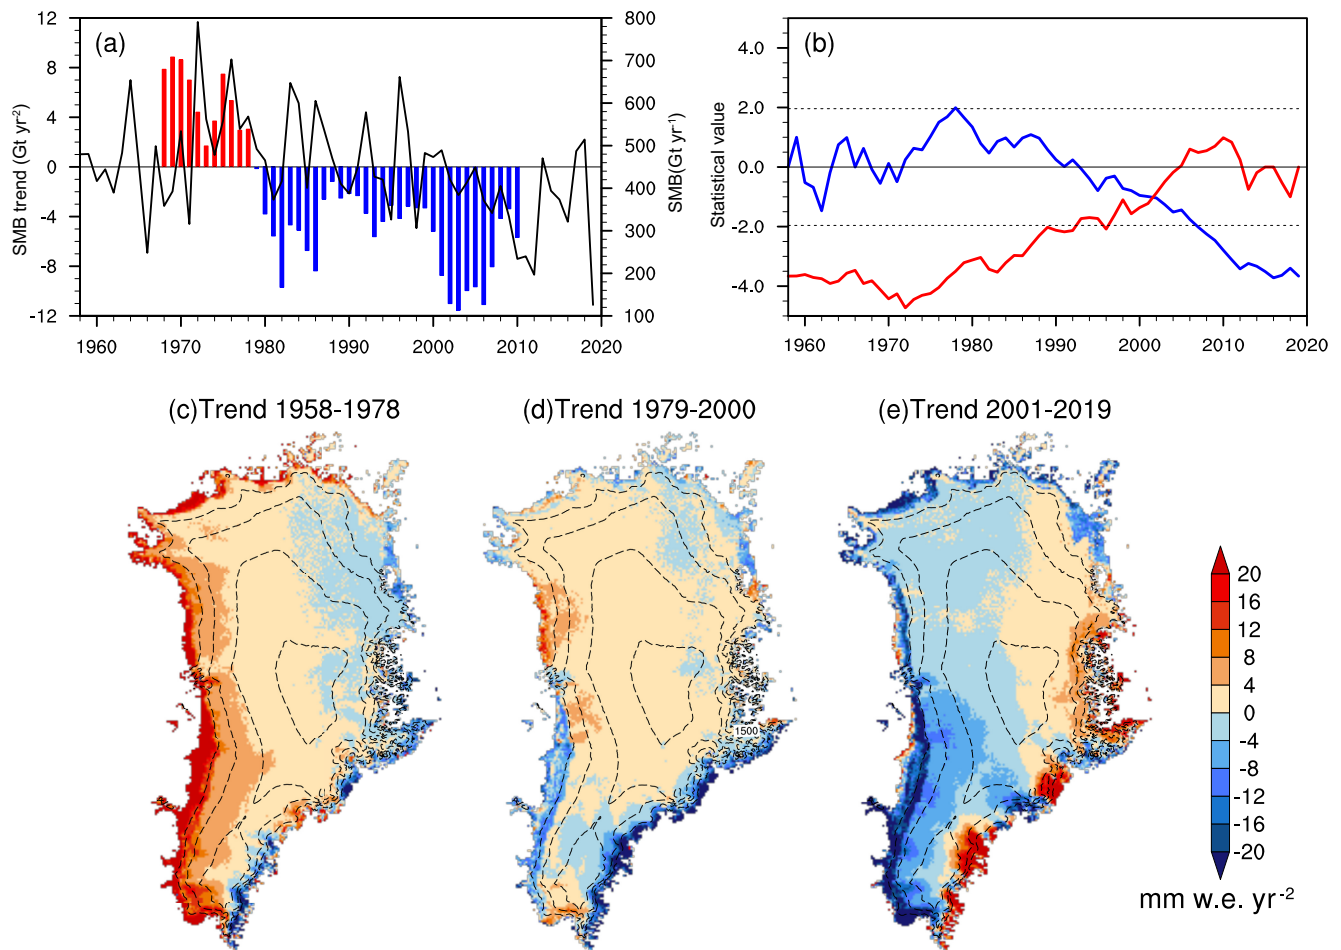 (a)
12
8
4
0
-4
-8
-12
SMB trend (Gt yr-2)
800
700
600
500
400
300
200
100
SMB(Gt yr-1)
1960 1970 1980 1990 2000 2010 2020
(b)
4.0
2.0
0.0
-2.0
-4.0
Statistical value
1960 1970 1980 1990 2000 2010 2020
(c)Trend 1958-1978
(d)Trend 1979-2000
(e)Trend 2001-2019
1500
20
16
12
8
4
0
-4
-8
-12
-16
-20
mm w.e. yr-2